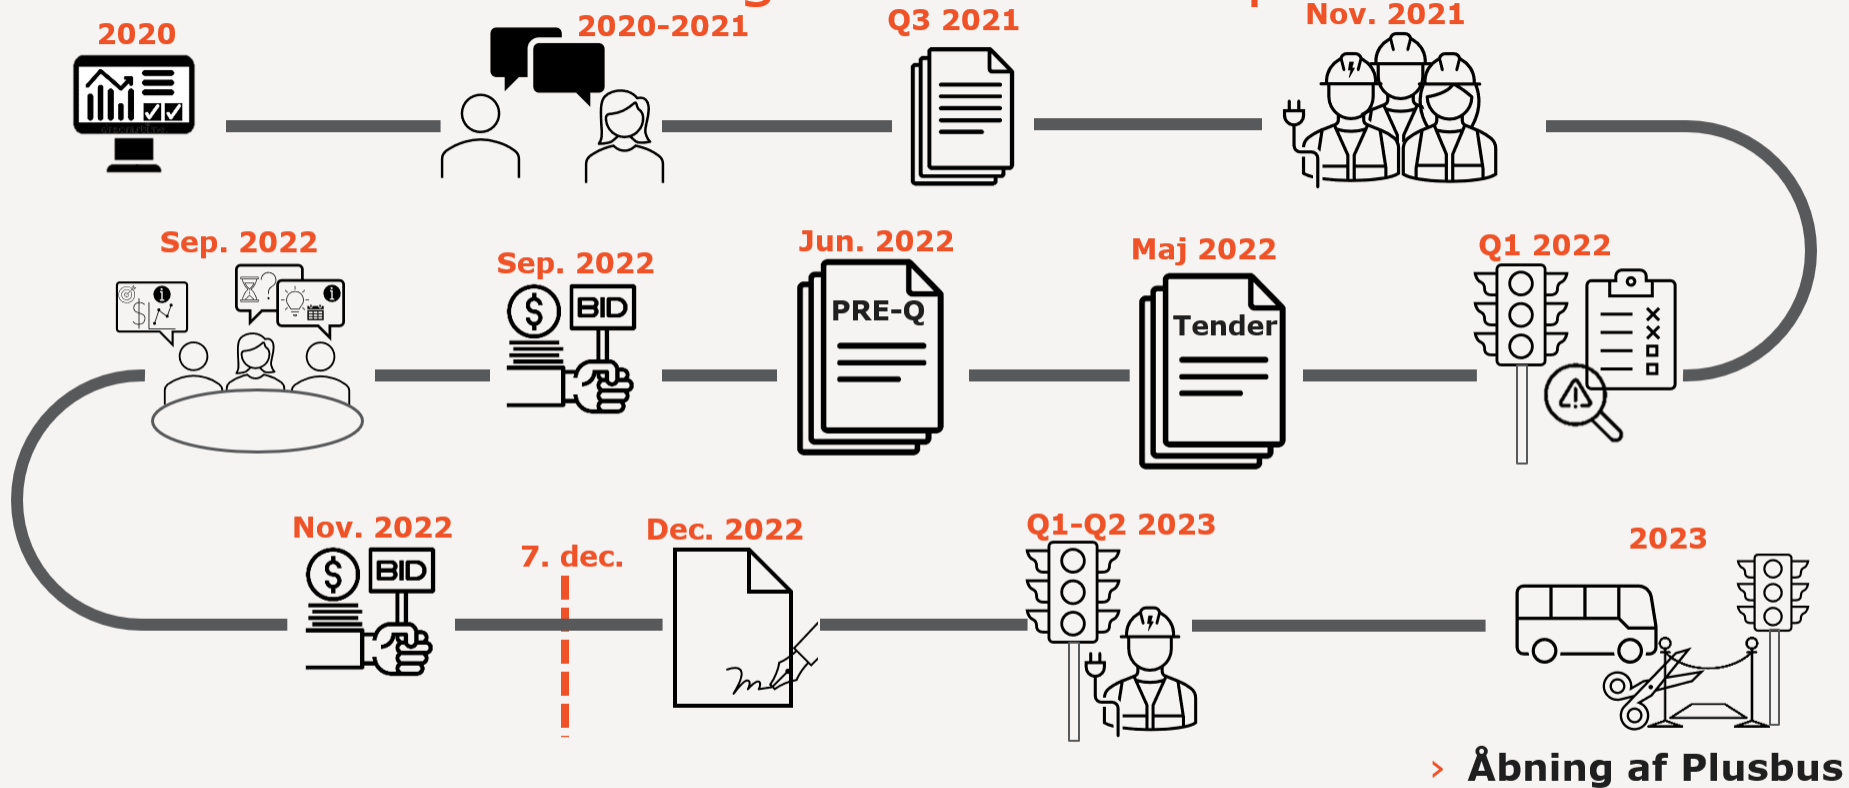 2020
2020-2021
Q3 2021
Nov. 2021
Q1 2022
Maj 2022
Tender
Jun. 2022
PRE-Q
Sep. 2022
BID
Sep. 2022
Nov. 2022
BID
7. dec.
Dec. 2022
Q1-Q2 2023
2023
› Åbning af Plusbus